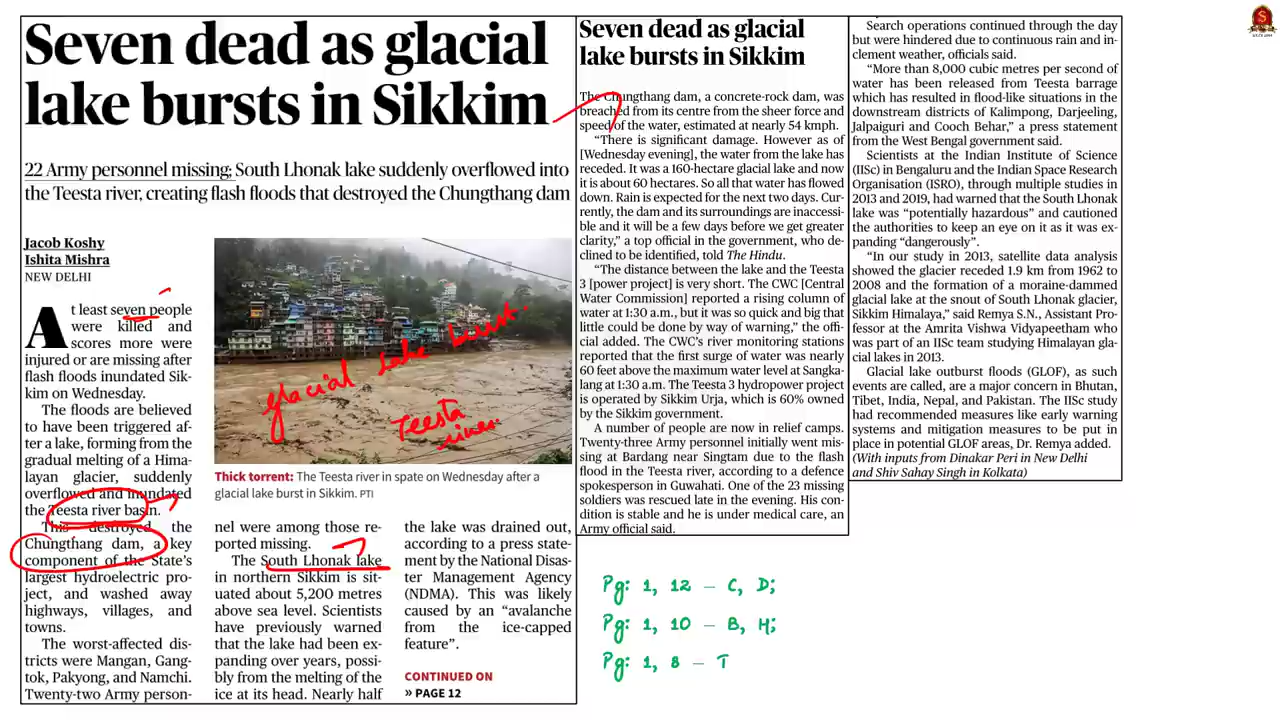 Seven dead as glacial
lake bursts in Sikkim
22 Army personnel missing; South Lhonak lake suddenly overflowed into
the Teesta river, creating flash floods that destroyed the Chungthang dam
Jacob Koshy
Ishita Mishra
NEW DELHI
At least seven people
were killed and
scores more were
injured or are missing after
flash floods inundated Sik-
kim on Wednesday.
The floods are believed
to have been triggered af-
ter a lake, forming from the
gradual melting of a Hima-
layan glacier, suddenly
overflowed and inundated
the Teesta river basin.
This destroyed the
Chungthang dam, a key
component of the State's
largest hydroelectric pro-
ject, and washed away
highways, villages, and
towns.
The worst-affected dis-
tricts were Mangan, Gang-
tok, Pakyong, and Namchi.
Twenty-two Army person-
glacial lake burst.
Teesta
river.
Thick torrent: The Teesta river in spate on Wednesday after a
glacial lake burst in Sikkim. PTI
nel were among those re-
ported missing.
The South Lhonak lake
in northern Sikkim is sit-
uated about 5,200 metres
above sea level. Scientists
have previously warned
that the lake had been ex-
panding over years, possi-
bly from the melting of the
ice at its head. Nearly half
the lake was drained out,
according to a press state-
ment by the National Disas-
ter Management Agency
(NDMA). This was likely
caused by an “avalanche
from the ice-capped
feature”.
CONTINUED ON
» PAGE 12
Seven dead as glacial
lake bursts in Sikkim
The Chungthang dam, a concrete-rock dam, was
breached from its centre from the sheer force and
speed of the water, estimated at nearly 54 kmph.
“There is significant damage. However as of
[Wednesday evening], the water from the lake has
receded. It was a 160-hectare glacial lake and now
it is about 60 hectares. So all that water has flowed
down. Rain is expected for the next two days. Cur-
rently, the dam and its surroundings are inaccessi-
ble and it will be a few days before we get greater
clarity,” a top official in the government, who de-
clined to be identified, told The Hindu.
“The distance between the lake and the Teesta
3 [power project] is very short. The CWC [Central
Water Commission] reported a rising column of
water at 1:30 a.m., but it was so quick and big that
little could be done by way of warning,” the offi-
cial added. The CWC's river monitoring stations
reported that the first surge of water was nearly
60 feet above the maximum water level at Sangka-
lang at 1:30 a.m. The Teesta 3 hydropower project
is operated by Sikkim Urja, which is 60% owned
by the Sikkim government.
A number of people are now in relief camps.
Twenty-three Army personnel initially went mis-
sing at Bardang near Singtam due to the flash
flood in the Teesta river, according to a defence
spokesperson in Guwahati. One of the 23 missing
soldiers was rescued late in the evening. His con-
dition is stable and he is under medical care, an
Army official said.
Search operations continued through the day
but were hindered due to continuous rain and in-
clement weather, officials said.
“More than 8,000 cubic metres per second of
water has been released from Teesta barrage
which has resulted in flood-like situations in the
downstream districts of Kalimpong, Darjeeling,
Jalpaiguri and Cooch Behar,” a press statement
from the West Bengal government said.
Scientists at the Indian Institute of Science
(IISc) in Bengaluru and the Indian Space Research
Organisation (ISRO), through multiple studies in
2013 and 2019, had warned that the South Lhonak
lake was “potentially hazardous” and cautioned
the authorities to keep an eye on it as it was ex-
panding “dangerously”.
“In our study in 2013, satellite data analysis
showed the glacier receded 1.9 km from 1962 to
2008 and the formation of a moraine-dammed
glacial lake at the snout of South Lhonak glacier,
Sikkim Himalaya,” said Remya S.N., Assistant Pro-
fessor at the Amrita Vishwa Vidyapeetham who
was part of an IISc team studying Himalayan gla-
cial lakes in 2013.
Glacial lake outburst floods (GLOF), as such
events are called, are a major concern in Bhutan,
Tibet, India, Nepal, and Pakistan. The IISc study
had recommended measures like early warning
systems and mitigation measures to be put in
place in potential GLOF areas, Dr. Remya added.
(With inputs from Dinakar Peri in New Delhi
and Shiv Sahay Singh in Kolkata)
Pg: 1, 12 – C, D;
Pg: 1, 10 – B, H;
Pg: 1, 8 – T